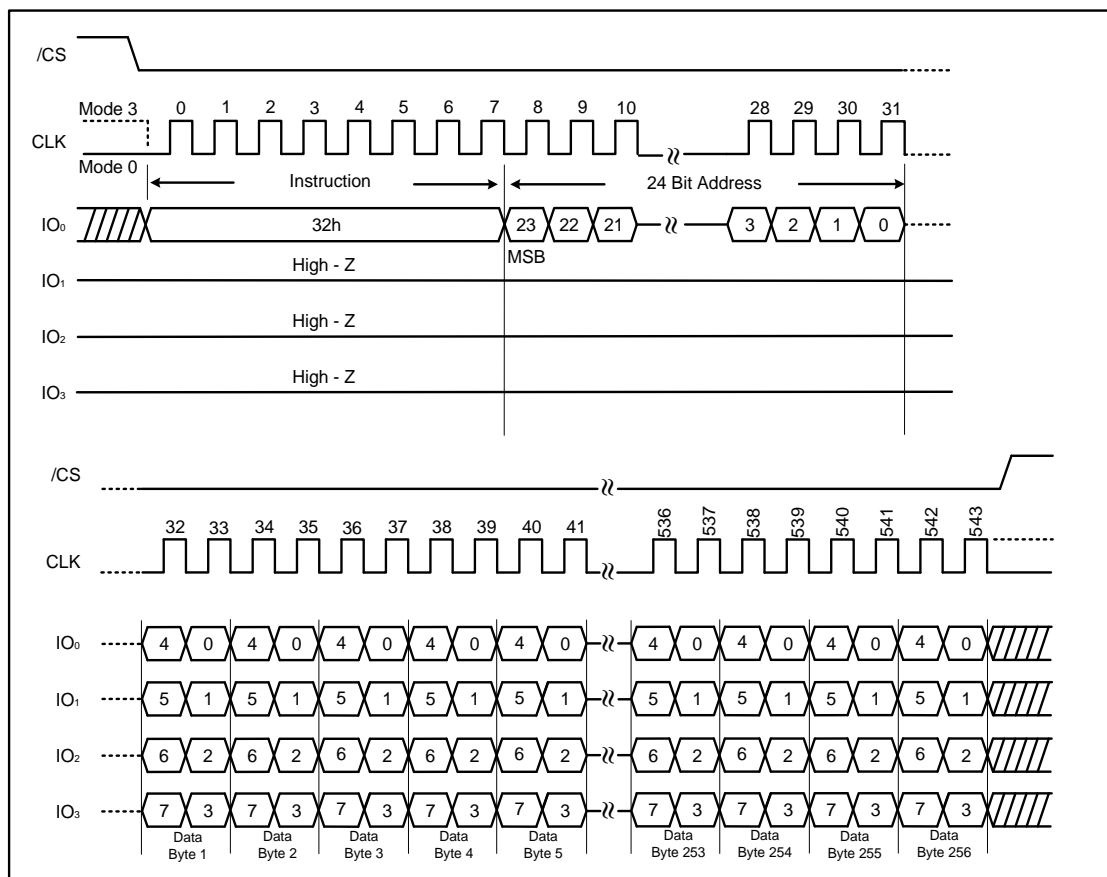 /CS
Mode 3 0 1 2 3 4 5 6 7 8 9 10 28 29 30 31
CLK
Mode 0 Instruction 24 Bit Address
IO0 32h 23 22 21 3 2 1 0
High - Z MSB
IO1
High - Z
IO2
High - Z
IO3
/CS
32 33 34 35 36 37 38 39 40 41 536 537 538 539 540 541 542 543
CLK
IO0 4 0 4 0 4 0 4 0 4 0 4 0 4 0 4 0 4 0
IO1 5 1 5 1 5 1 5 1 5 1 5 1 5 1 5 1 5 1
IO2 6 2 6 2 6 2 6 2 6 2 6 2 6 2 6 2 6 2
IO3 7 3 7 3 7 3 7 3 7 3 7 3 7 3 7 3 7 3
Data Data Data Data Data Data Data Data Data
Byte 1 Byte 2 Byte 3 Byte 4 Byte 5 Byte 253 Byte 254 Byte 255 Byte 256